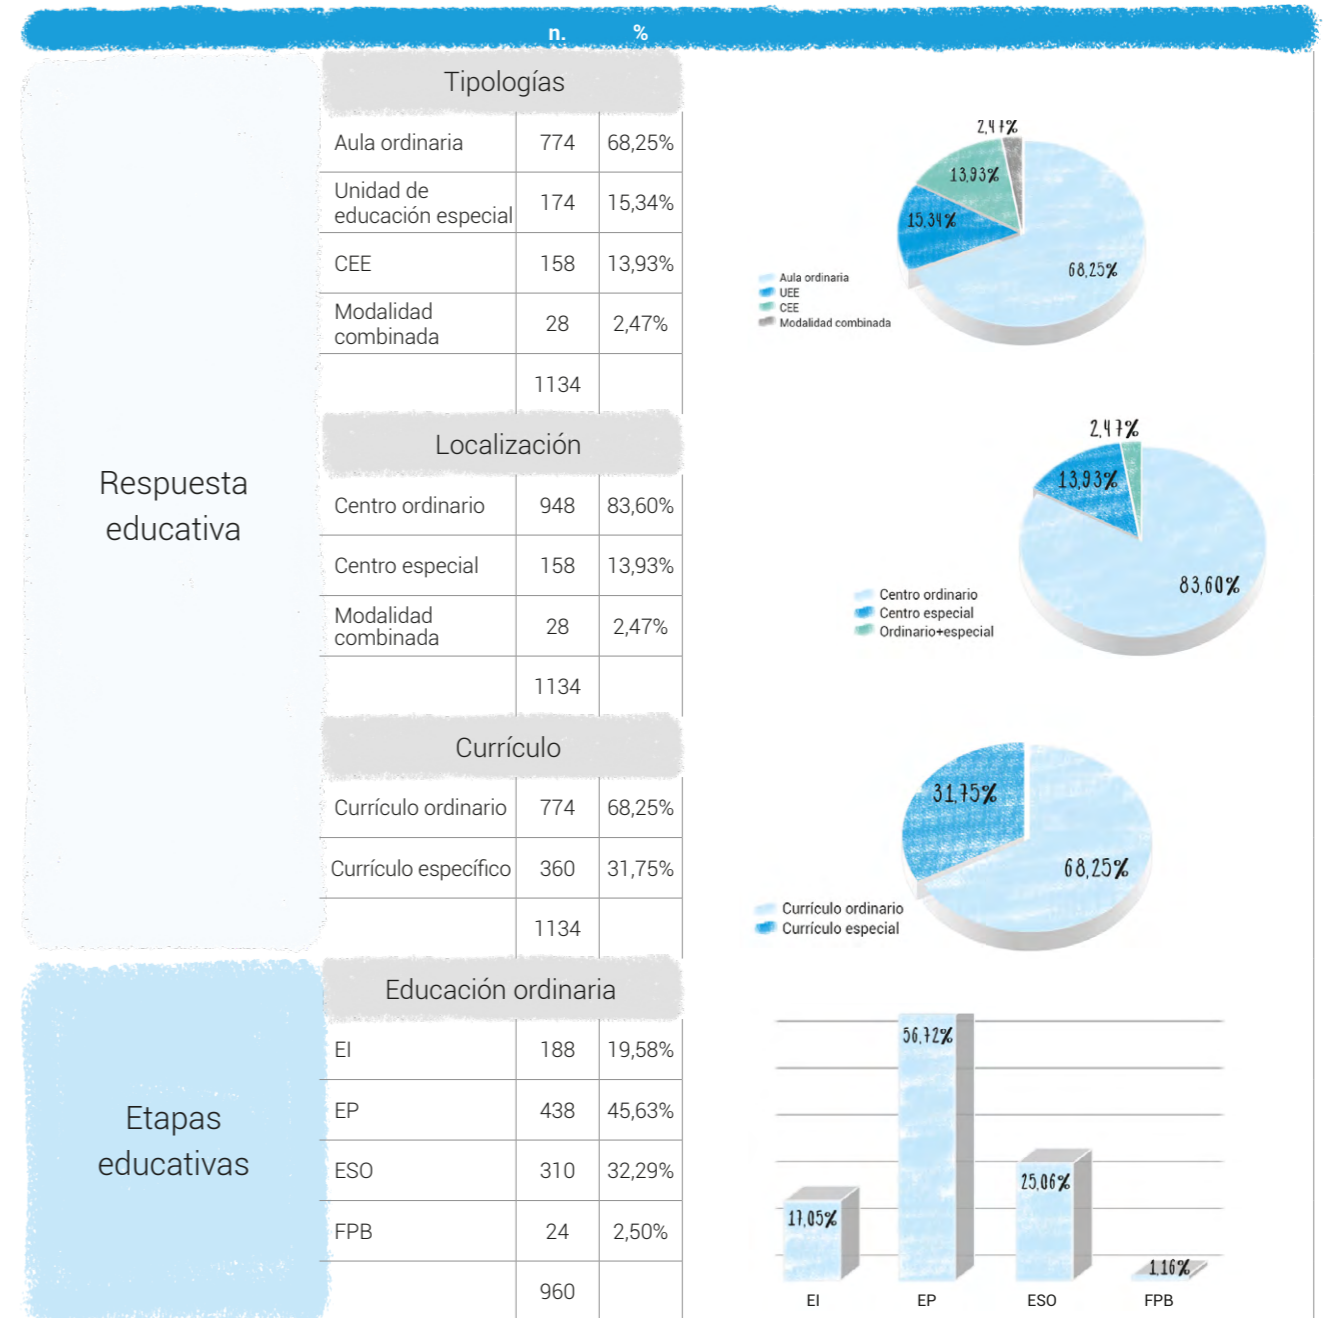 n. %
Respuesta
educativa
Tipologías
Aula ordinaria 774 68,25%
Unidad de
educación especial 174 15,34%
CEE 158 13,93%
Modalidad
combinada 28 2,47%
1134
2,47%
13,93%
15,34%
68,25%
Aula ordinaria
UEE
CEE
Modalidad combinada
Localización
Centro ordinario 948 83,60%
Centro especial 158 13,93%
Modalidad
combinada 28 2,47%
1134
2,47%
13,93%
83,60%
Centro ordinario
Centro especial
Ordinario+especial
Currículo
Currículo ordinario 774 68,25%
Currículo específico 360 31,75%
1134
31,75%
68,25%
Currículo ordinario
Currículo especial
Etapas
educativas
Educación ordinaria
EI 188 19,58%
EP 438 45,63%
ESO 310 32,29%
FPB 24 2,50%
960
56,72%
25,06%
17,05%
1,16%
EI EP ESO FPB